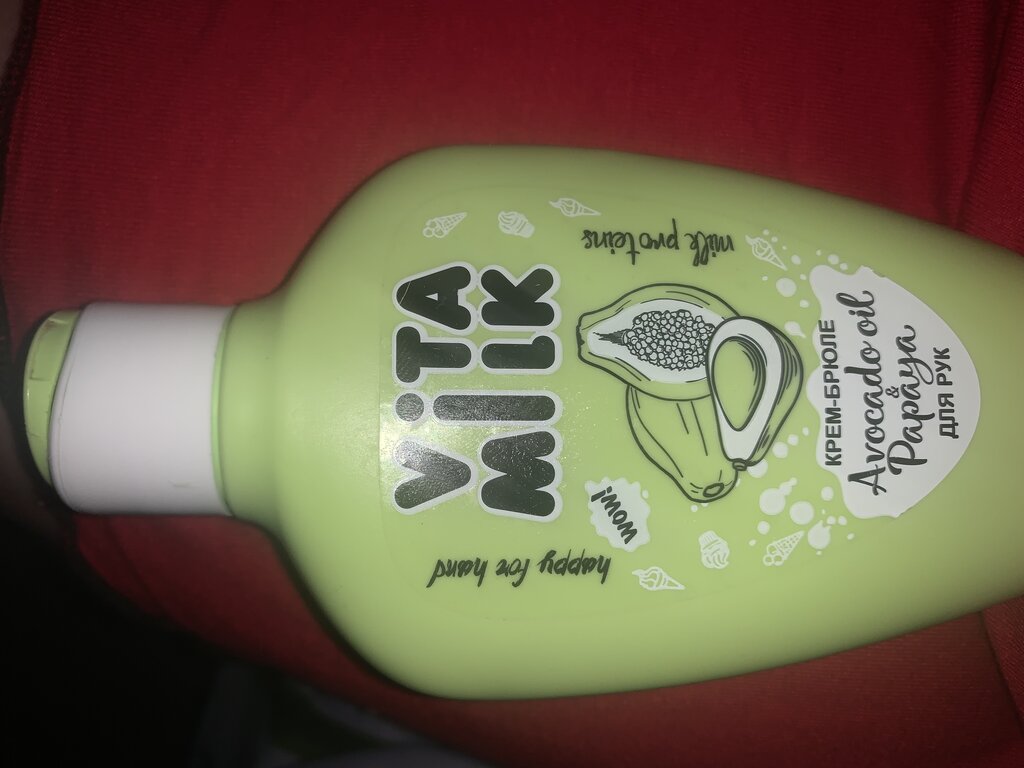 ViTA
MilK
milk proteins
happy for hand
wow!
КРЕМ-БРЮЛЕ
Avocado oil
&
Papaya
ДЛЯ РУК